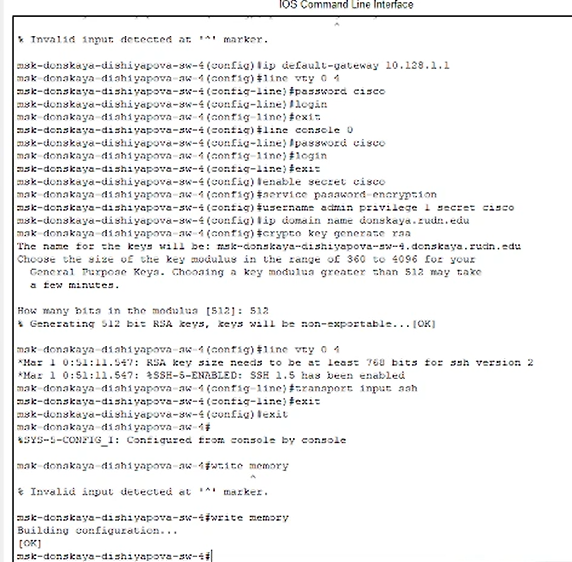 IOS Command Line Interface
^
% Invalid input detected at '^' marker.
msk-donskaya-dishiyapova-sw-4(config)#ip default-gateway 10.128.1.1
msk-donskaya-dishiyapova-sw-4(config)#line vty 0 4
msk-donskaya-dishiyapova-sw-4(config-line)#password cisco
msk-donskaya-dishiyapova-sw-4(config-line)#login
msk-donskaya-dishiyapova-sw-4(config-line)#exit
msk-donskaya-dishiyapova-sw-4(config)#line console 0
msk-donskaya-dishiyapova-sw-4(config-line)#password cisco
msk-donskaya-dishiyapova-sw-4(config-line)#login
msk-donskaya-dishiyapova-sw-4(config-line)#exit
msk-donskaya-dishiyapova-sw-4(config)#enable secret cisco
msk-donskaya-dishiyapova-sw-4(config)#service password-encryption
msk-donskaya-dishiyapova-sw-4(config)#username admin privilege 1 secret cisco
msk-donskaya-dishiyapova-sw-4(config)#ip domain name donskaya.rudn.edu
msk-donskaya-dishiyapova-sw-4(config)#crypto key generate rsa
The name for the keys will be: msk-donskaya-dishiyapova-sw-4.donskaya.rudn.edu
Choose the size of the key modulus in the range of 360 to 4096 for your
General Purpose Keys. Choosing a key modulus greater than 512 may take
a few minutes.
How many bits in the modulus [512]: 512
% Generating 512 bit RSA keys, keys will be non-exportable...[OK]
msk-donskaya-dishiyapova-sw-4(config)#line vty 0 4
*Mar 1 0:51:11.547: RSA key size needs to be at least 768 bits for ssh version 2
*Mar 1 0:51:11.547: %SSH-5-ENABLED: SSH 1.5 has been enabled
msk-donskaya-dishiyapova-sw-4(config-line)#transport input ssh
msk-donskaya-dishiyapova-sw-4(config-line)#exit
msk-donskaya-dishiyapova-sw-4(config)#exit
msk-donskaya-dishiyapova-sw-4#
%SYS-5-CONFIG_I: Configured from console by console
msk-donskaya-dishiyapova-sw-4#wtite memory
^
% Invalid input detected at '^' marker.
msk-donskaya-dishiyapova-sw-4#write memory
Building configuration...
[OK]
msk-donskaya-dishiyapova-sw-4#